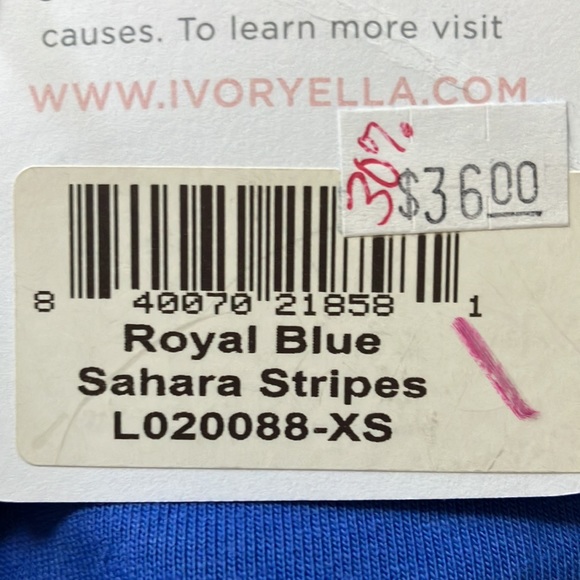 causes. To learn more visit
WWW.IVORYELLA.COM
30%
$36.00
8 40070 21858 1
Royal Blue
Sahara Stripes
L020088-XS